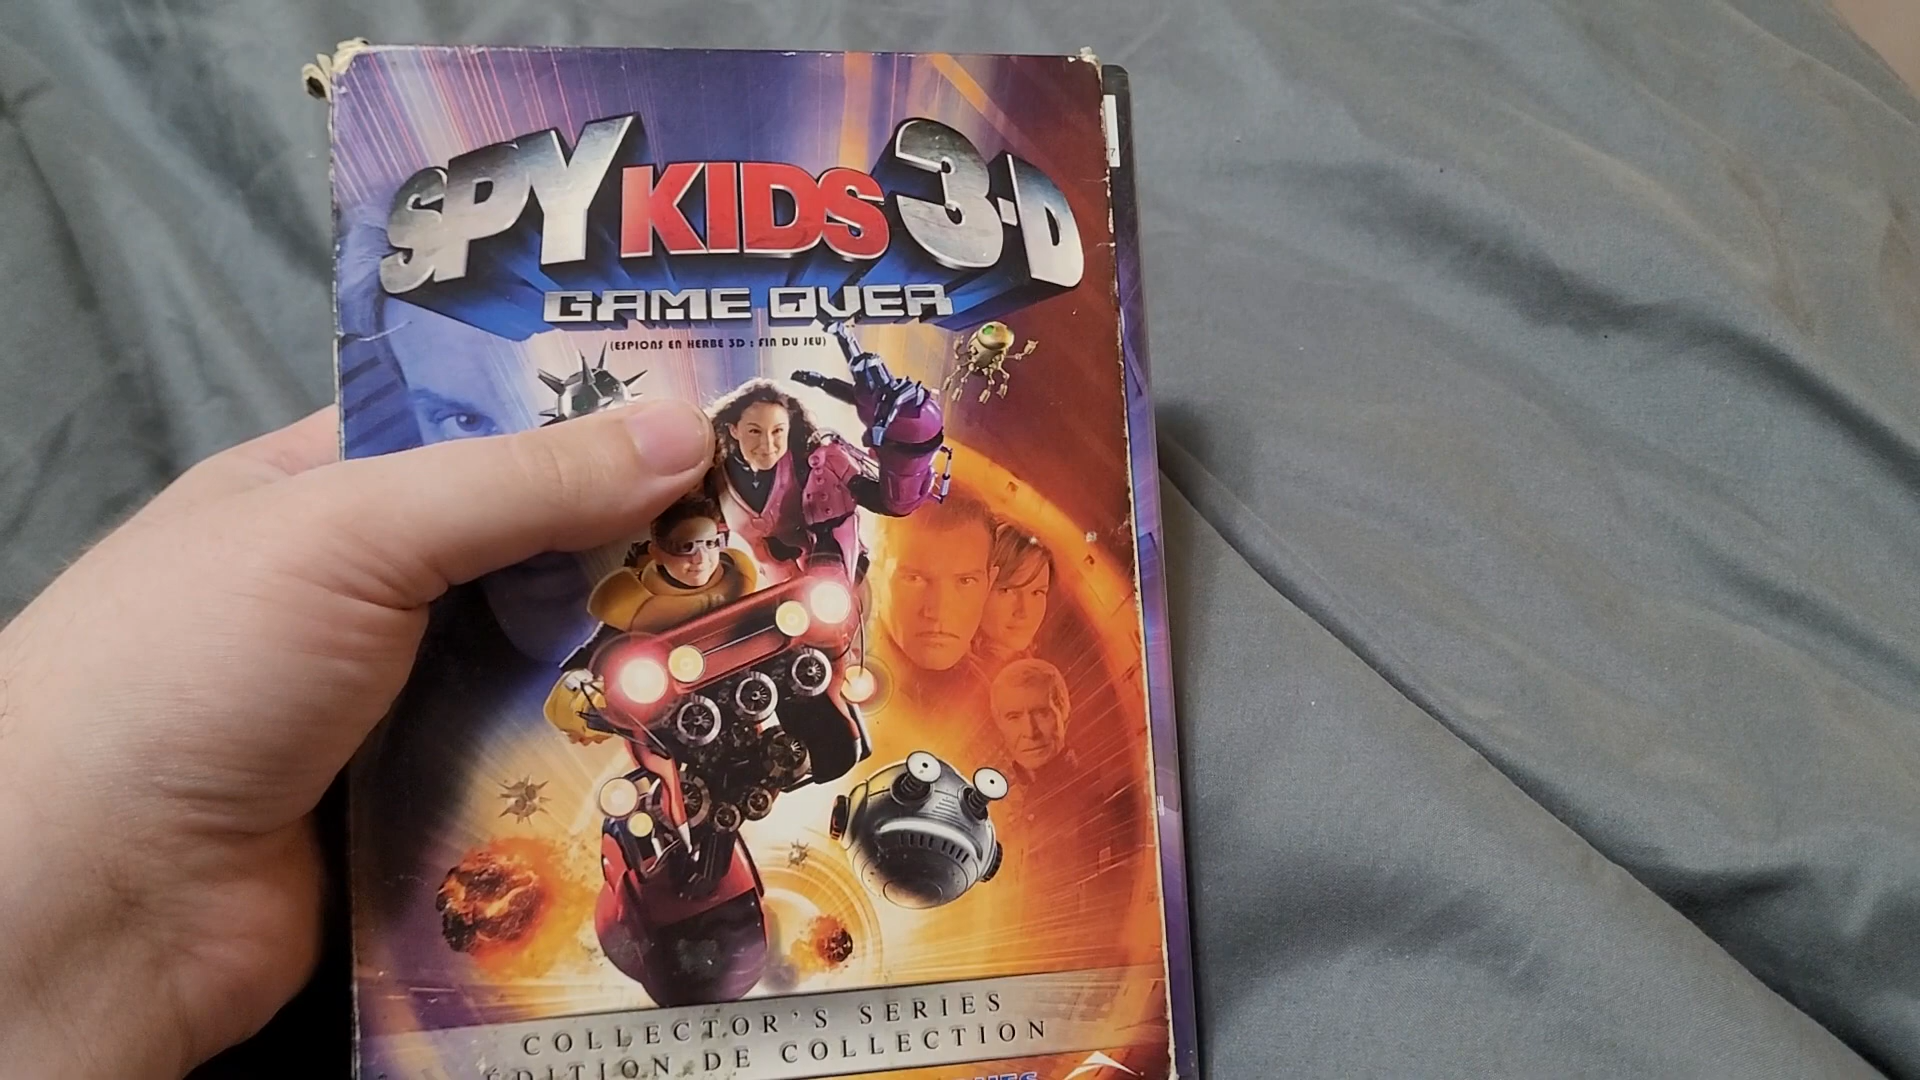 SPY KIDS 3-D
GAME OVER
(ESPIONS EN HERBE 3D : FIN DU JEU)
COLLECTOR'S SERIES
ÉDITION DE COLLECTION